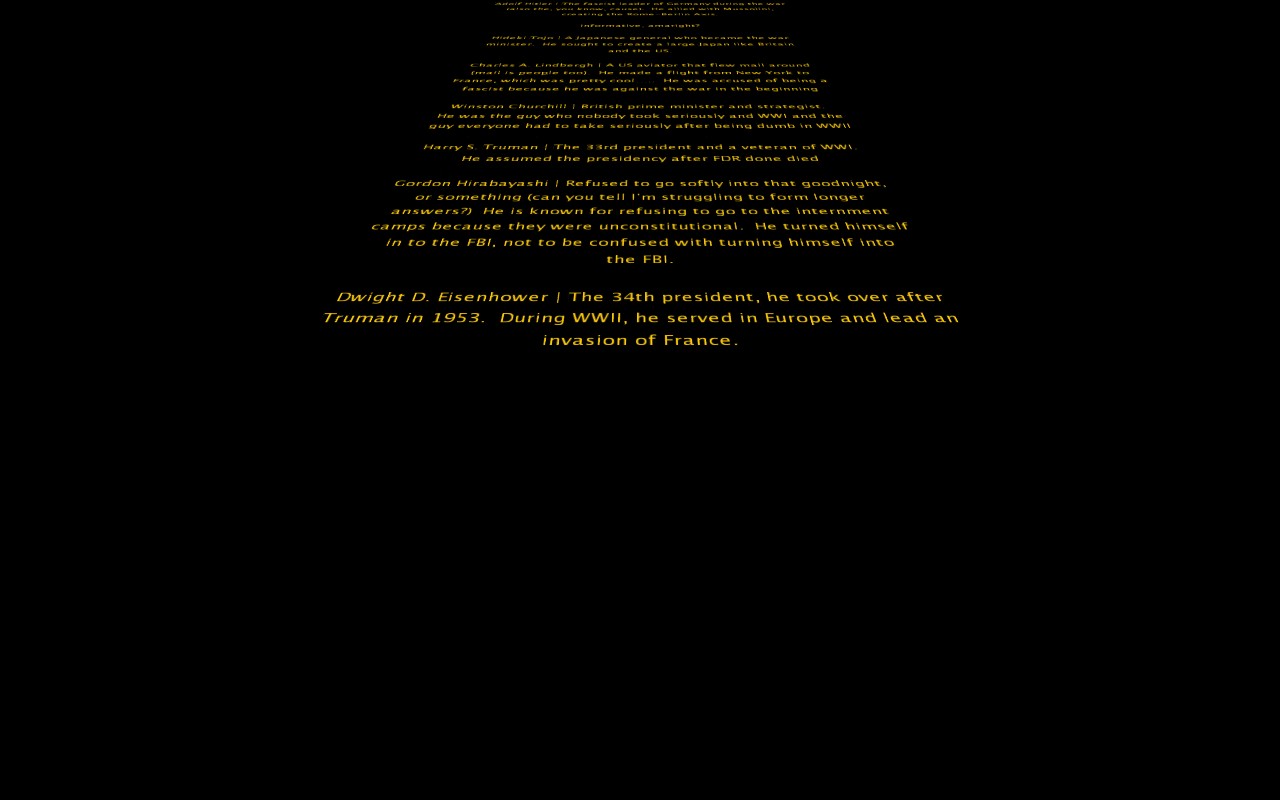 Adolf Hitler | The fascist leader of Germany during the war
(also the, you know, cause). He allied with Mussolini,
creating the Rome-Berlin Axis.
informative, amaright?
Hideki Tojo | A Japanese general who became the war
minister. He sought to create a large Japan like Britain
and the US.
Charles A. Lindbergh | A US aviator that flew mail around
(mail is people too). He made a flight from New York to
France, which was pretty cool . . . He was accused of being a
fascist because he was against the war in the beginning
Winston Churchill | British prime minister and strategist.
He was the guy who nobody took seriously and WWI and the
guy everyone had to take seriously after being dumb in WWII
Harry S. Truman | The 33rd president and a veteran of WWI.
He assumed the presidency after FDR done died
Gordon Hirabayashi | Refused to go softly into that goodnight,
or something (can you tell I'm struggling to form longer
answers?) He is known for refusing to go to the internment
camps because they were unconstitutional. He turned himself
in to the FBI, not to be confused with turning himself into
the FBI.
Dwight D. Eisenhower | The 34th president, he took over after
Truman in 1953. During WWII, he served in Europe and lead an
invasion of France.